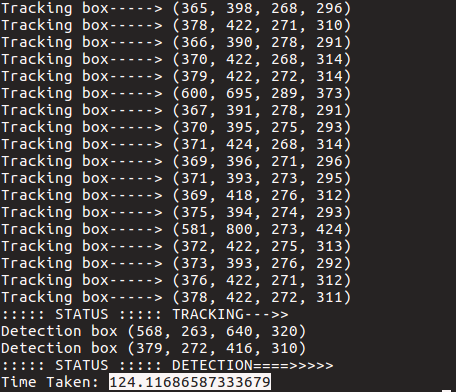 Tracking box-----> (365, 398, 268, 296)
Tracking box-----> (378, 422, 271, 310)
Tracking box-----> (366, 390, 278, 291)
Tracking box-----> (370, 422, 268, 314)
Tracking box-----> (379, 422, 272, 314)
Tracking box-----> (600, 695, 289, 373)
Tracking box-----> (367, 391, 278, 291)
Tracking box-----> (370, 395, 275, 293)
Tracking box-----> (371, 424, 268, 314)
Tracking box-----> (369, 396, 271, 296)
Tracking box-----> (371, 393, 273, 295)
Tracking box-----> (369, 418, 276, 312)
Tracking box-----> (375, 394, 274, 293)
Tracking box-----> (581, 800, 273, 424)
Tracking box-----> (372, 422, 275, 313)
Tracking box-----> (373, 393, 276, 292)
Tracking box-----> (376, 422, 271, 312)
Tracking box-----> (378, 422, 272, 311)
::::: STATUS ::::: TRACKING--->>
Detection box (568, 263, 640, 320)
Detection box (379, 272, 416, 310)
::::: STATUS ::::: DETECTION====>>>>>
Time Taken: 124.11686587333679